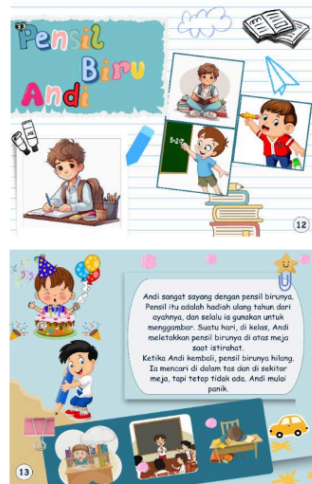 Pensil
Biru
Andi
5-2=?
12
Andi sangat sayang dengan pensil birunya.
Pensil itu adalah hadiah ulang tahun dari
ayahnya, dan selalu ia gunakan untuk
menggambar. Suatu hari, di kelas, Andi
meletakkan pensil birunya di atas meja
saat istirahat.
Ketika Andi kembali, pensil birunya hilang.
Ia mencari di dalam tas dan di sekitar
meja, tapi tetap tidak ada. Andi mulai
panik.
13